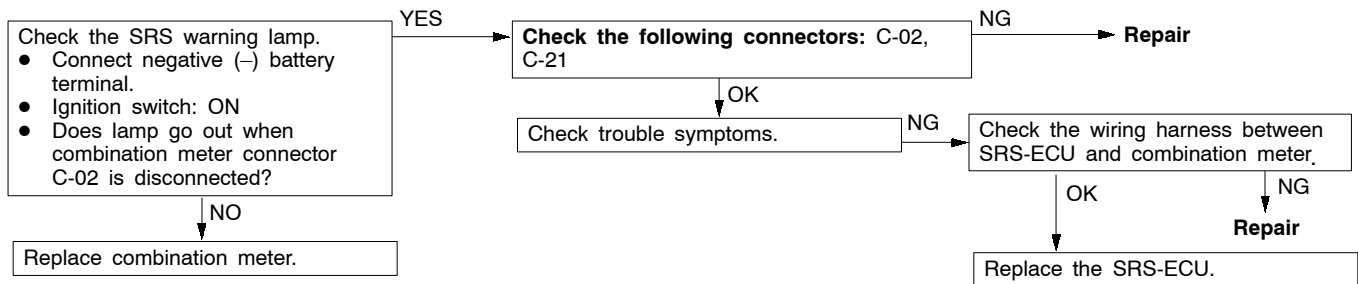 Check the SRS warning lamp.
● Connect negative (–) battery
terminal.
● Ignition switch: ON
● Does lamp go out when
combination meter connector
C-02 is disconnected?
YES
NO
Replace combination meter.
Check the following connectors: C-02,
C-21
NG
Repair
OK
Check trouble symptoms.
NG
Check the wiring harness between
SRS-ECU and combination meter.
NG
Repair
OK
Replace the SRS-ECU.